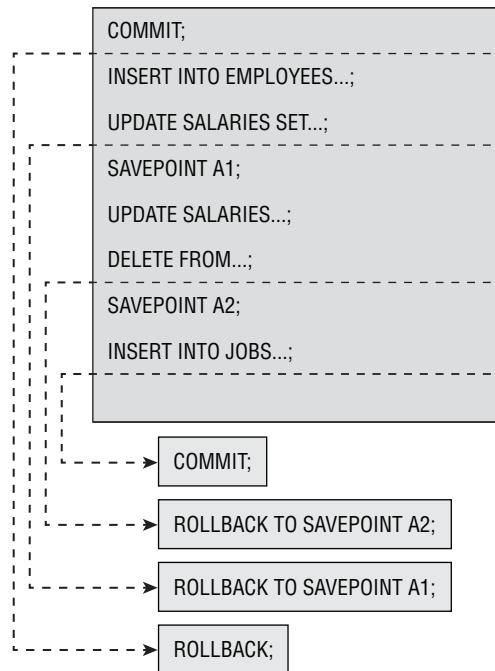 COMMIT;
INSERT INTO EMPLOYEES...;
UPDATE SALARIES SET...;
SAVEPOINT A1;
UPDATE SALARIES...;
DELETE FROM...;
SAVEPOINT A2;
INSERT INTO JOBS...;
COMMIT;
ROLLBACK TO SAVEPOINT A2;
ROLLBACK TO SAVEPOINT A1;
ROLLBACK;